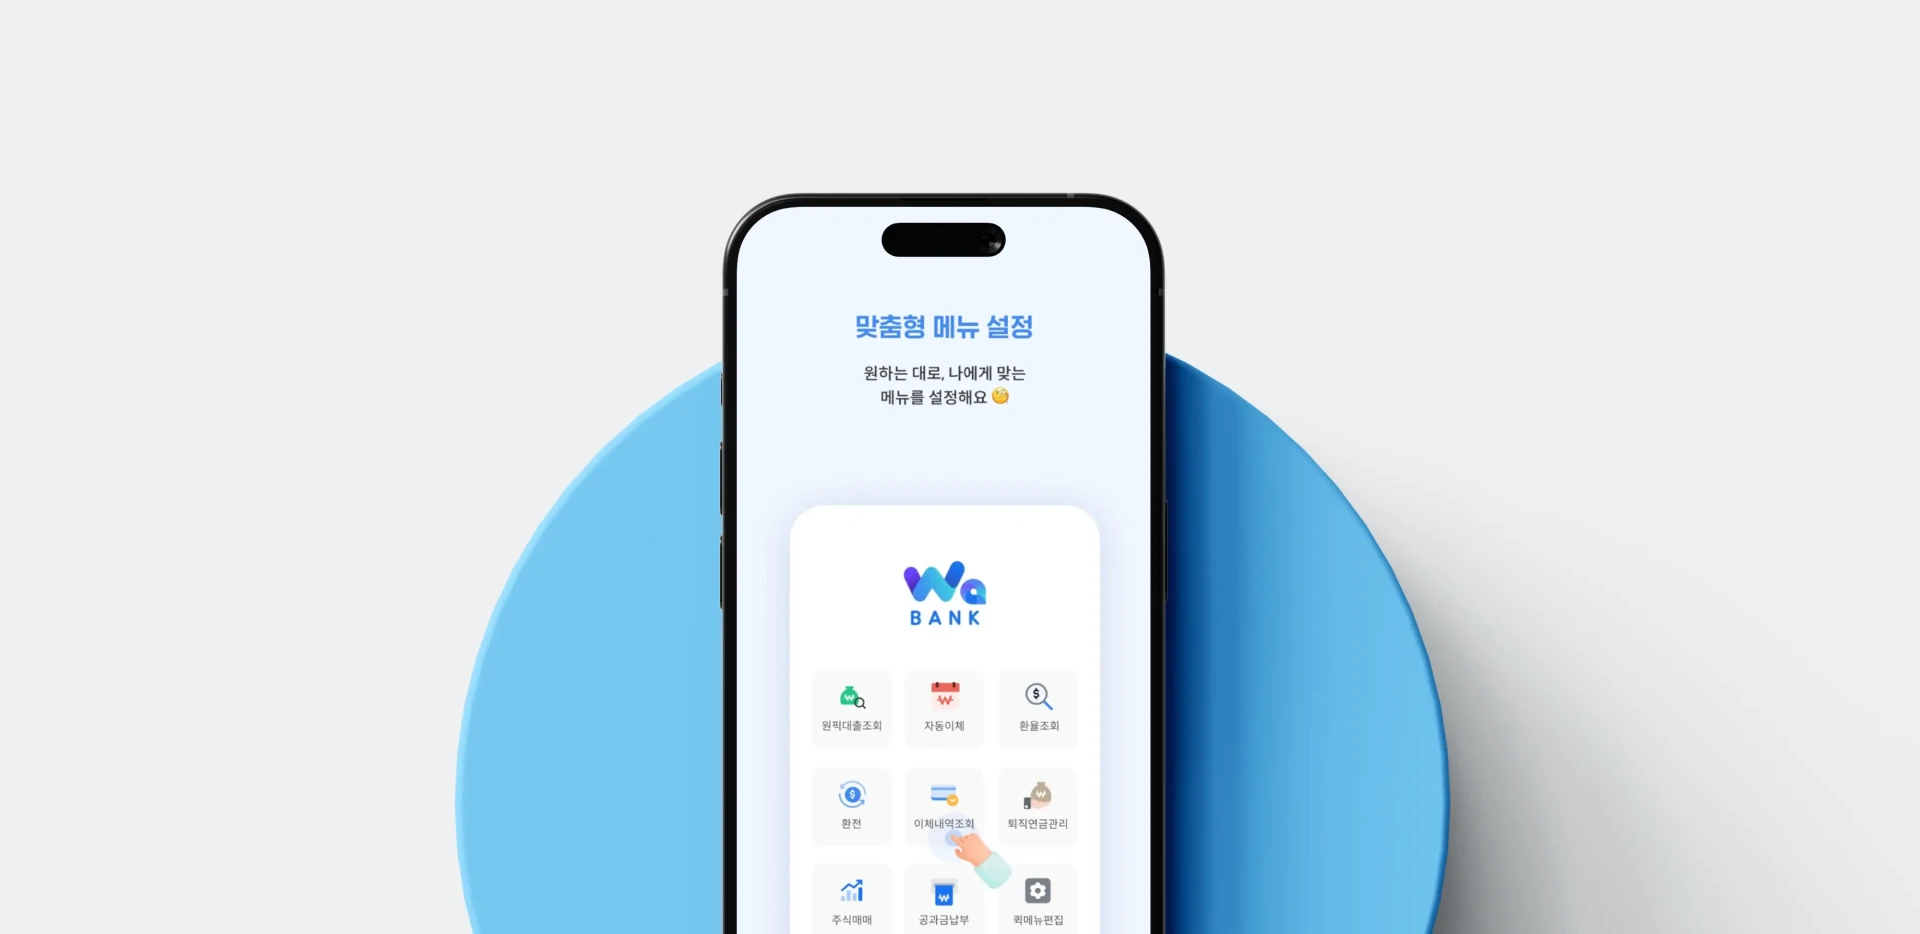 맞춤형 메뉴 설정
원하는 대로, 나에게 맞는
메뉴를 설정해요
Wa
BANK
원픽대출조회
자동이체
환율조회
환전
이체내역조회
퇴직연금관리
주식매매
공과금납부
퀵메뉴편집